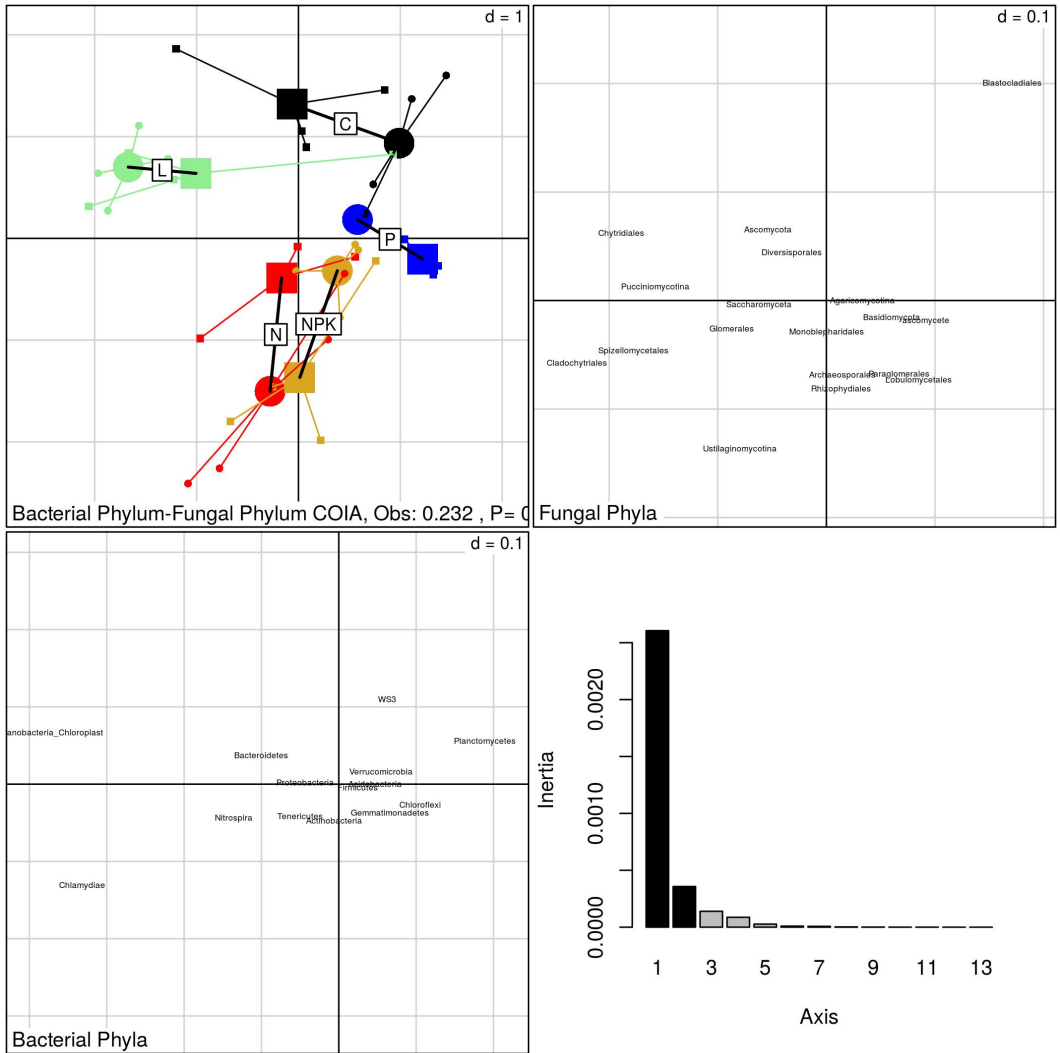 d = 1
C
L
P
N
NPK
Bacterial Phylum-Fungal Phylum COIA, Obs: 0.232 , P= 0
d = 0.1
Blastocladiales
Chytridiales
Ascomycota
Diversisporales
Pucciniomycotina
Saccharomyceta
Agaricomycotina
Basidiomycota
ascomycete
Glomerales
Monoblepharidales
Spizellomycetales
Cladochytriales
Archaeosporales
Paraglomerales
Lobulomycetales
Rhizophydiales
Ustilaginomycotina
Fungal Phyla
d = 0.1
WS3
anobacteria_Chloroplast
Planctomycetes
Bacteroidetes
Verrucomicrobia
Proteobacteria
Acidobacteria
Firmicutes
Chloroflexi
Gemmatimonadetes
Nitrospira
Tenericutes
Actinobacteria
Chlamydiae
Bacterial Phyla
0.0020
0.0010
0.0000
Inertia
1 3 5 7 9 11 13
Axis